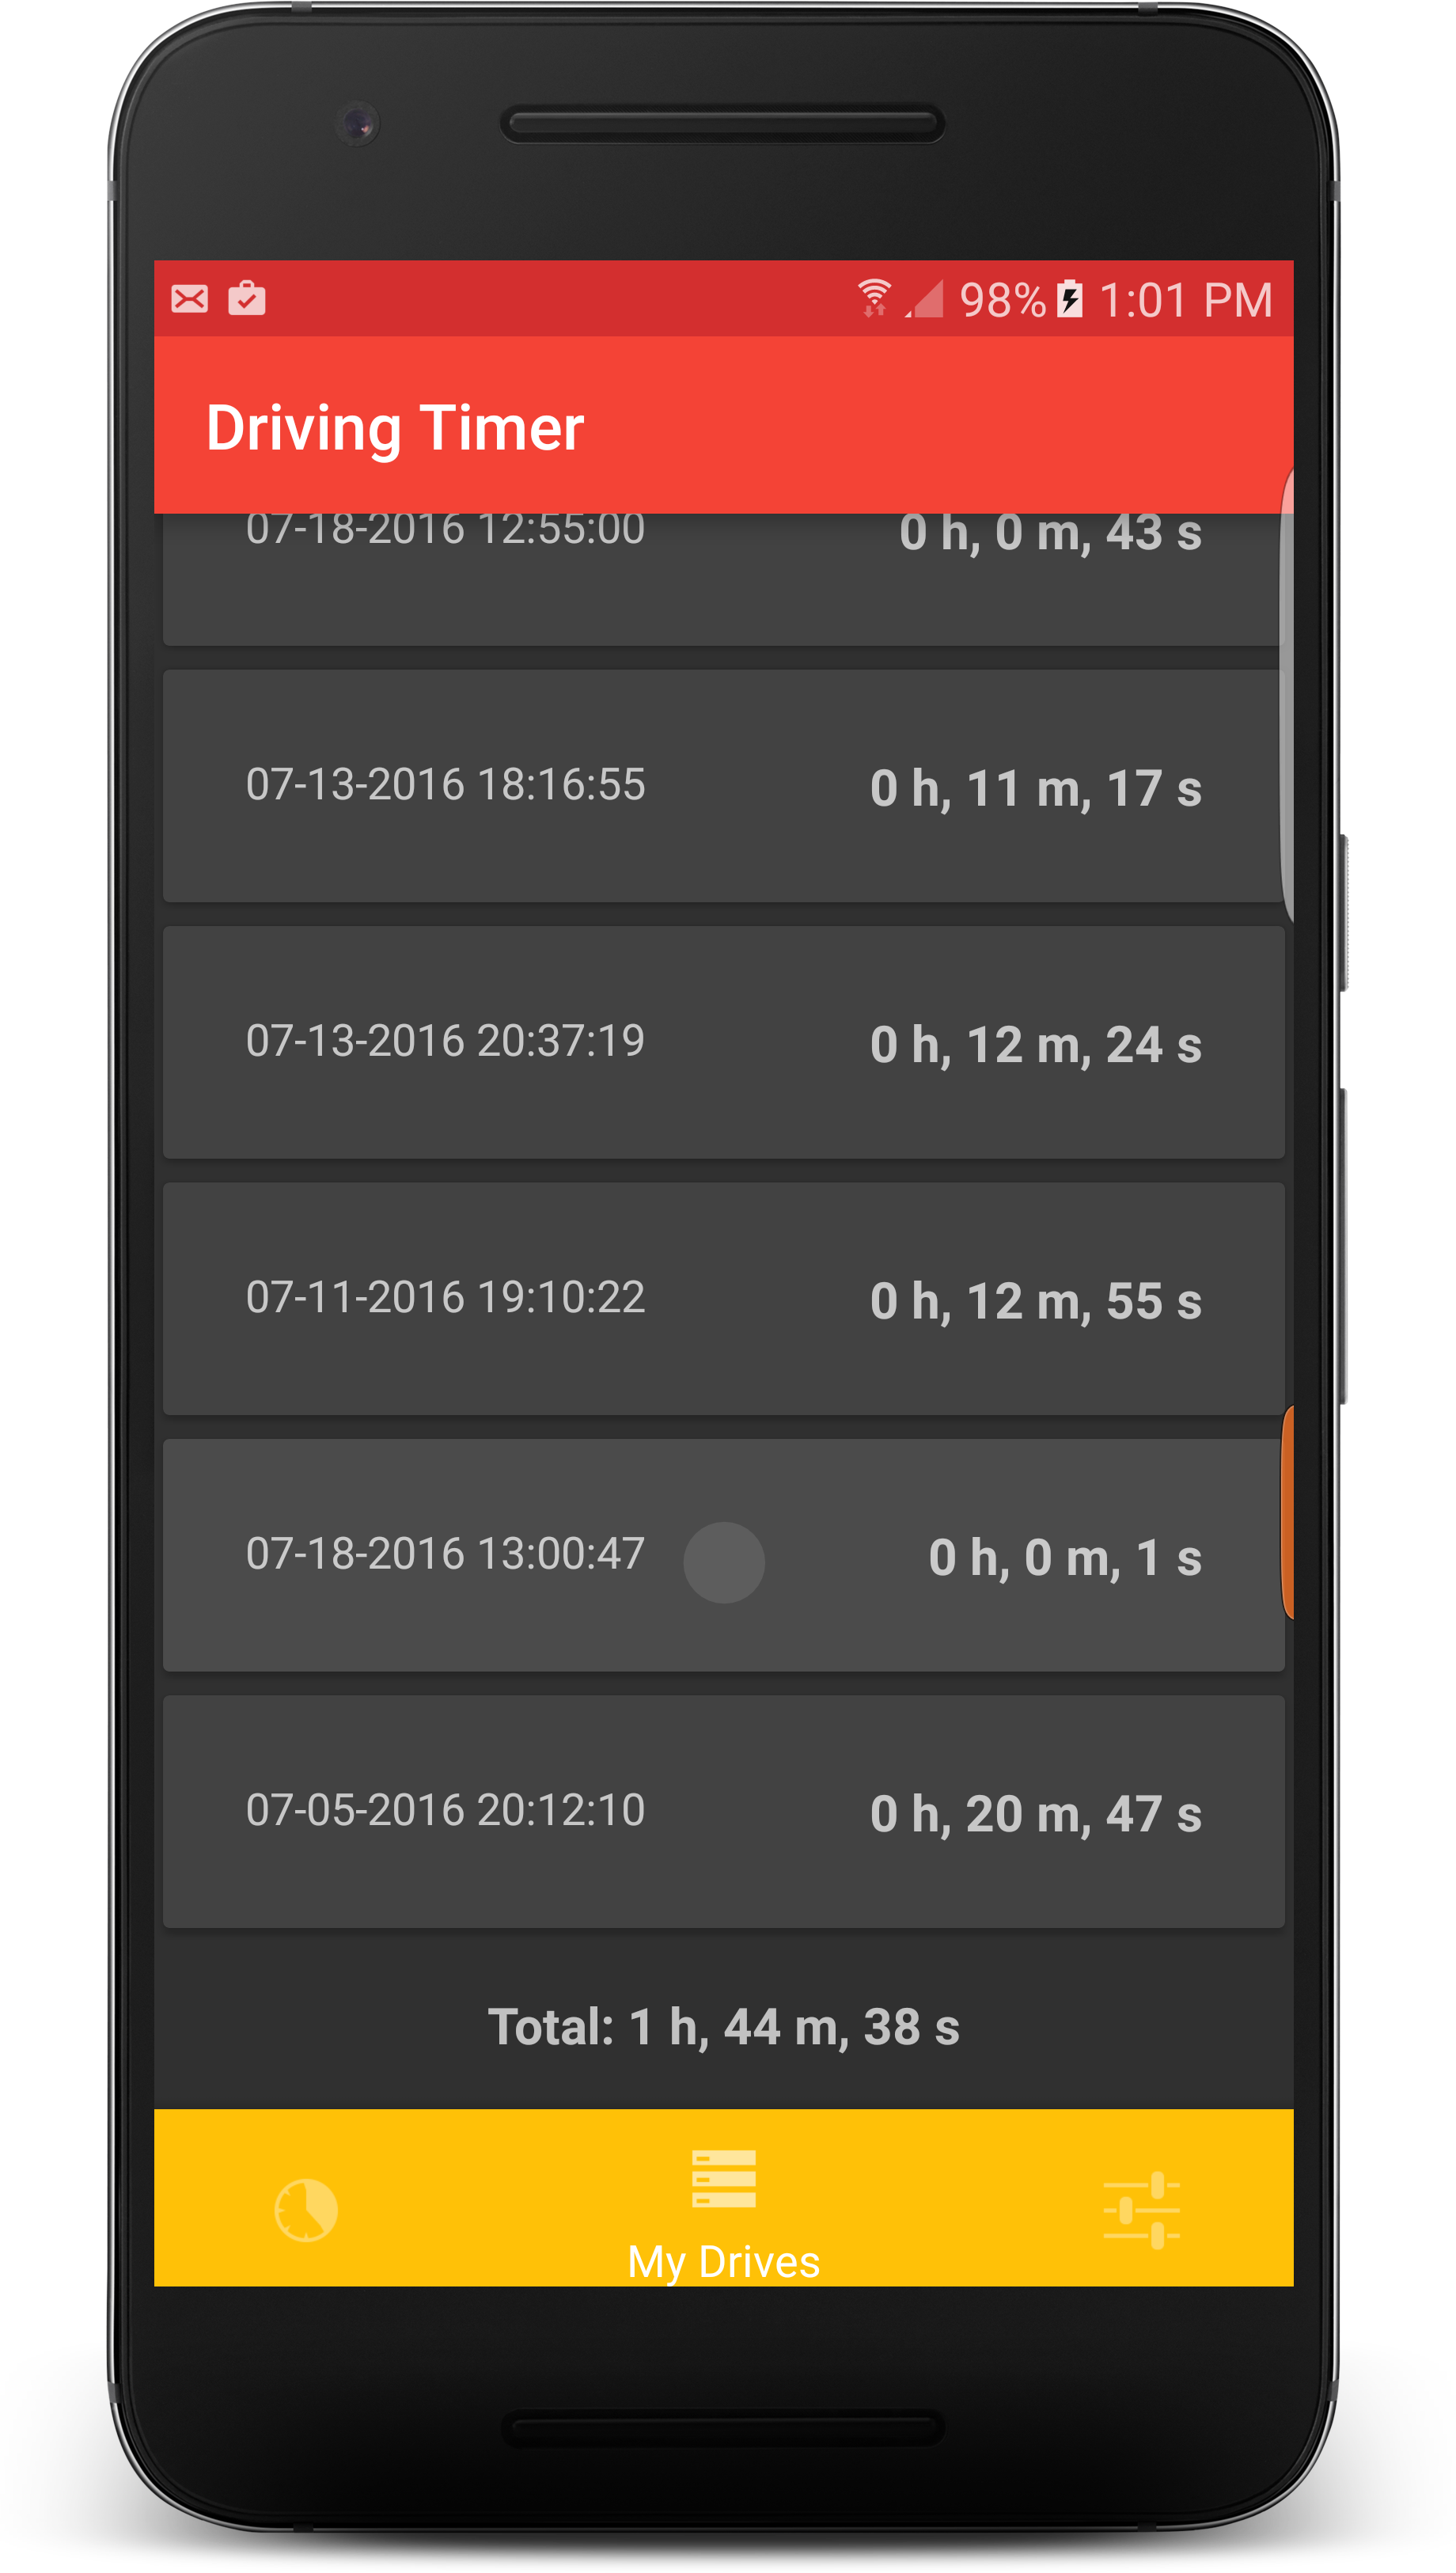 98% 1:01 PM
Driving Timer
07-18-2016 12:55:00 0 h, 0 m, 43 s
07-13-2016 18:16:55 0 h, 11 m, 17 s
07-13-2016 20:37:19 0 h, 12 m, 24 s
07-11-2016 19:10:22 0 h, 12 m, 55 s
07-18-2016 13:00:47 0 h, 0 m, 1 s
07-05-2016 20:12:10 0 h, 20 m, 47 s
Total: 1 h, 44 m, 38 s
My Drives